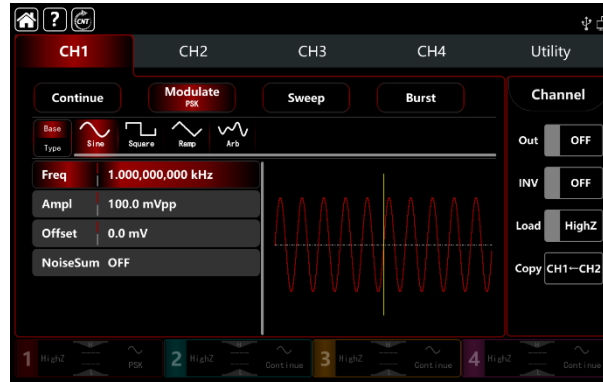 ? CNT
CH1 CH2 CH3 CH4 Utility
Continue Modulate Sweep Burst Channel
PSK
Base
Type Sine Square Ramp Arb
Out OFF
Freq 1.000,000,000 kHz
INV OFF
Ampl 100.0 mVpp
Offset 0.0 mV
Load HighZ
NoiseSum OFF
Copy CH1←CH2
1 HighZ PSK 2 HighZ Continue 3 HighZ Continue 4 HighZ Continue